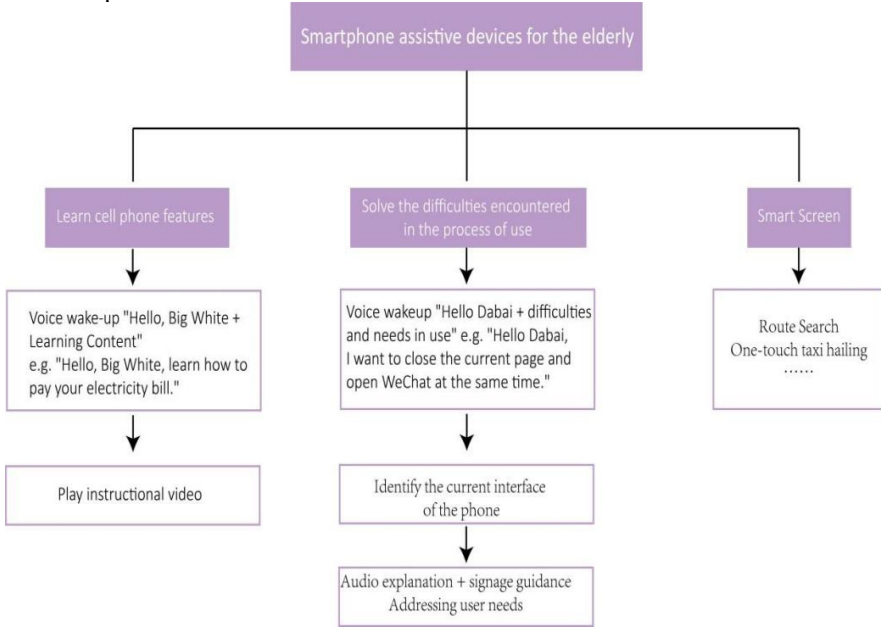 Smartphone assistive devices for the elderly
Learn cell phone features
Solve the difficulties encountered
in the process of use
Smart Screen
Voice wake-up "Hello, Big White +
Learning Content"
e.g. "Hello, Big White, learn how to
pay your electricity bill."
Voice wakeup "Hello Dabai + difficulties
and needs in use" e.g. "Hello Dabai,
I want to close the current page and
open WeChat at the same time."
Route Search
One-touch taxi hailing
······
Play instructional video
Identify the current interface
of the phone
Audio explanation + signage guidance
Addressing user needs